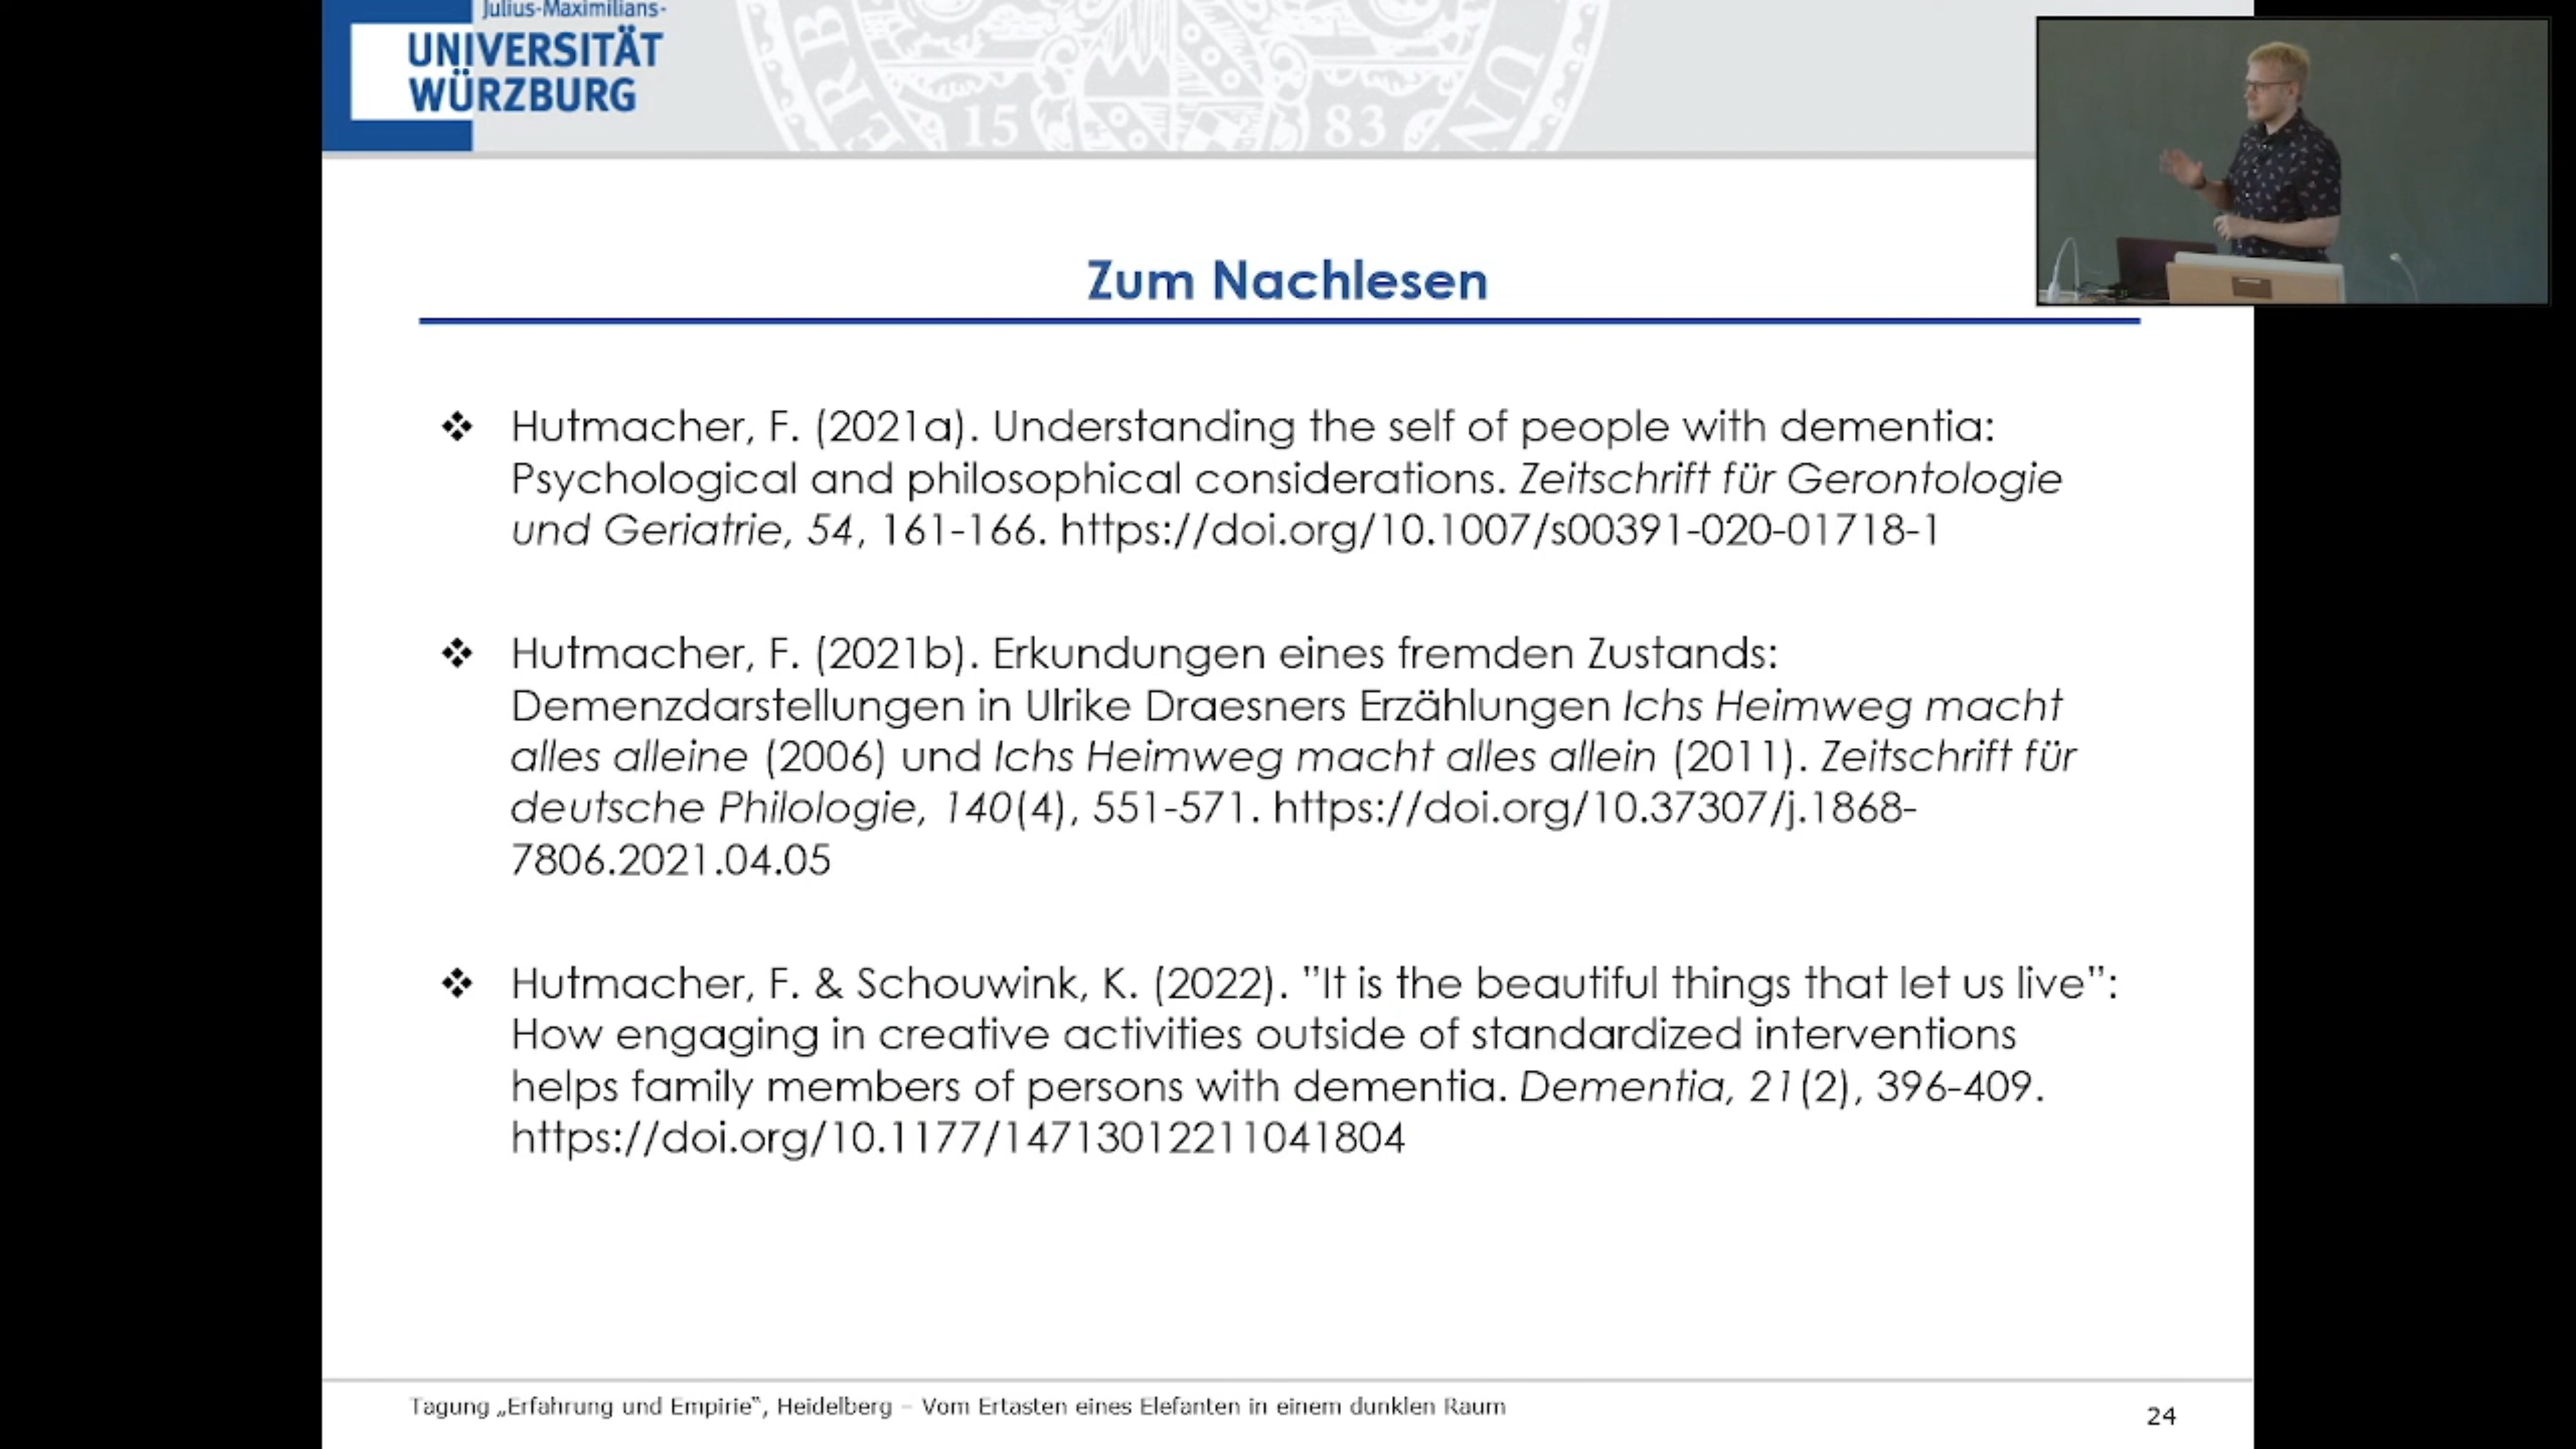 Julius-Maximilians-
UNIVERSITÄT
WÜRZBURG
ERB
15
83
UNI
Zum Nachlesen
❖ Hutmacher, F. (2021a). Understanding the self of people with dementia:
Psychological and philosophical considerations. Zeitschrift für Gerontologie
und Geriatrie, 54, 161-166. https://doi.org/10.1007/s00391-020-01718-1
❖ Hutmacher, F. (2021b). Erkundungen eines fremden Zustands:
Demenzdarstellungen in Ulrike Draesners Erzählungen Ichs Heimweg macht
alles alleine (2006) und Ichs Heimweg macht alles allein (2011). Zeitschrift für
deutsche Philologie, 140(4), 551-571. https://doi.org/10.37307/j.1868-
7806.2021.04.05
❖ Hutmacher, F. & Schouwink, K. (2022). ”It is the beautiful things that let us live”:
How engaging in creative activities outside of standardized interventions
helps family members of persons with dementia. Dementia, 21(2), 396-409.
https://doi.org/10.1177/14713012211041804
Tagung „Erfahrung und Empirie“, Heidelberg – Vom Ertasten eines Elefanten in einem dunklen Raum
24